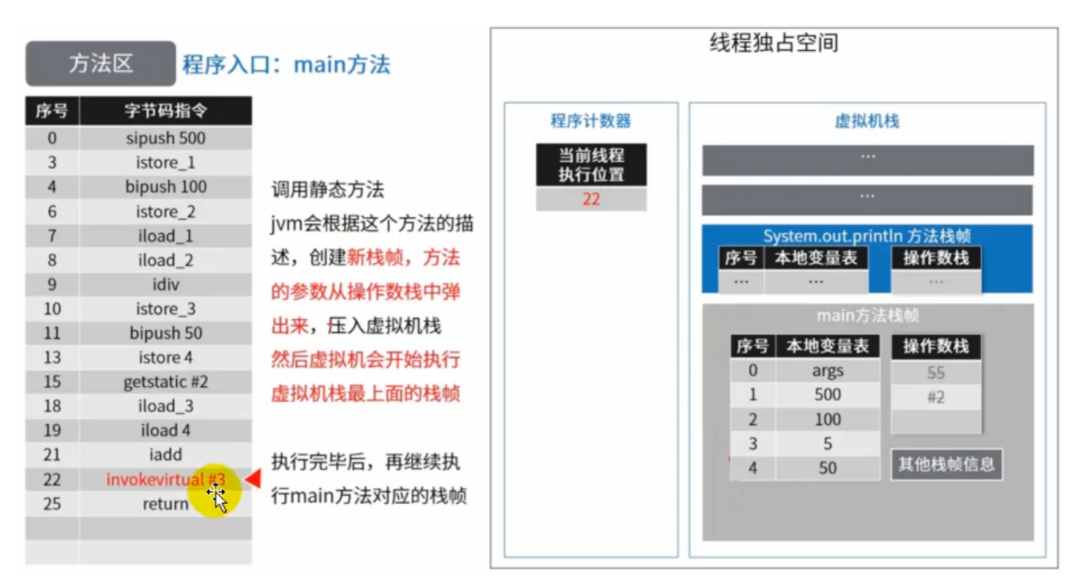 方法区 程序入口：main方法
序号 字节码指令
0 sipush 500
3 istore_1
4 bipush 100
6 istore_2
7 iload_1
8 iload_2
9 idiv
10 istore_3
11 bipush 50
13 istore 4
15 getstatic #2
18 iload_3
19 iload 4
21 iadd
22 invokevirtual #3
25 return
调用静态方法
jvm会根据这个方法的描
述，创建新栈帧，方法
的参数从操作数栈中弹
出来，压入虚拟机栈
然后虚拟机会开始执行
虚拟机栈最上面的栈帧
执行完毕后，再继续执
行main方法对应的栈帧
线程独占空间
程序计数器
当前线程
执行位置
22
虚拟机栈
...
...
System.out.println 方法栈帧
序号 本地变量表 操作数栈
... ... ...
main方法栈帧
序号 本地变量表 操作数栈
0 args 55
1 500 #2
2 100
3 5
4 50
其他栈帧信息